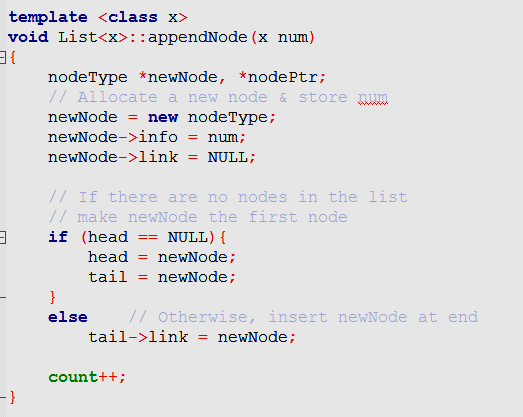 template <class x>
void List<x>::appendNode(x num)
{
    nodeType *newNode, *nodePtr;
    // Allocate a new node & store num
    newNode = new nodeType;
    newNode->info = num;
    newNode->link = NULL;

    // If there are no nodes in the list
    // make newNode the first node
    if (head == NULL){
        head = newNode;
        tail = newNode;
    }
    else    // Otherwise, insert newNode at end
        tail->link = newNode;

    count++;
}